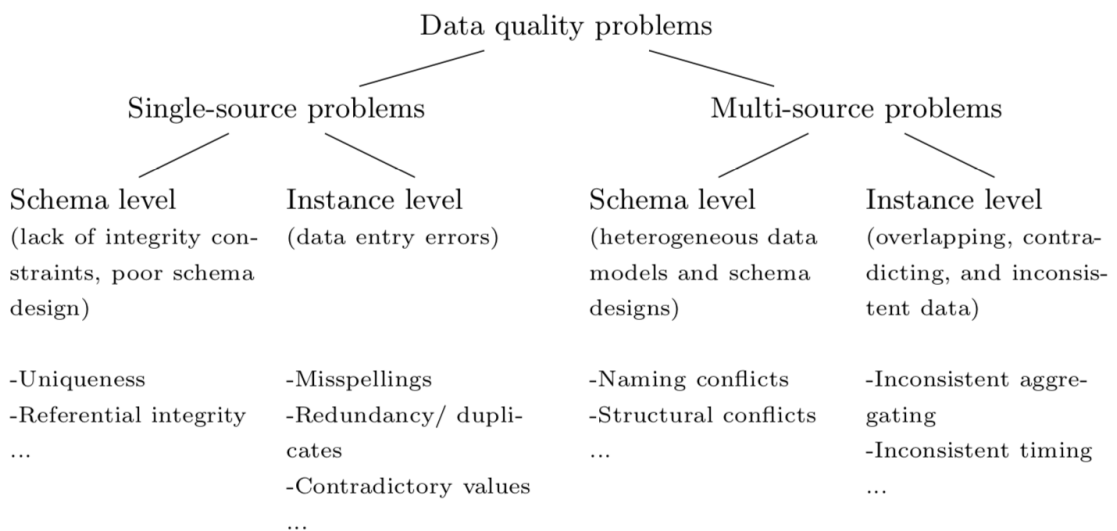 Data quality problems
Single-source problems
Multi-source problems
Schema level
(lack of integrity con-
straints, poor schema
design)
-Uniqueness
-Referential integrity
...
Instance level
(data entry errors)
-Misspellings
-Redundancy/ dupli-
cates
-Contradictory values
...
Schema level
(heterogeneous data
models and schema
designs)
-Naming conflicts
-Structural conflicts
...
Instance level
(overlapping, contra-
dicting, and inconsis-
tent data)
-Inconsistent aggre-
gating
-Inconsistent timing
...